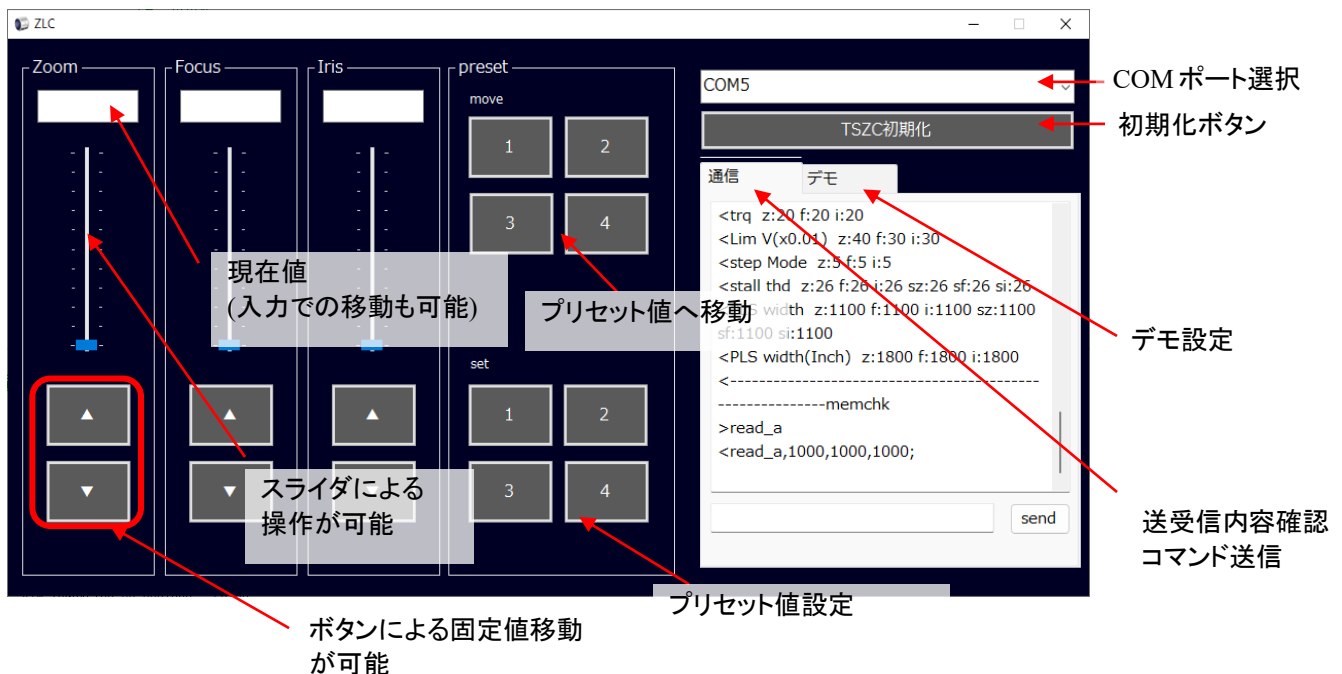 ZLC
Zoom
Focus
Iris
preset
move
1
2
3
4
set
1
2
3
4
▲
▼
▲
▼
▲
▼
COM5
TSZC初期化
通信
デモ
<trq z:20 f:20 i:20
<Lim V(x0.01) z:40 f:30 i:30
<step Mode z:5 f:5 i:5
<stall thd z:26 f:26 i:26 sz:26 sf:26 si:26
width z:1100 f:1100 i:1100 sz:1100
sf:1100 si:1100
<PLS width(Inch) z:1800 f:1800 i:1800
<-------------------------------------------
---------------memchk
>read_a
<read_a,1000,1000,1000;
send
COM ポート選択
初期化ボタン
現在値
(入力での移動も可能)
プリセット値へ移動
デモ設定
スライダによる
操作が可能
送受信内容確認
コマンド送信
プリセット値設定
ボタンによる固定値移動
が可能